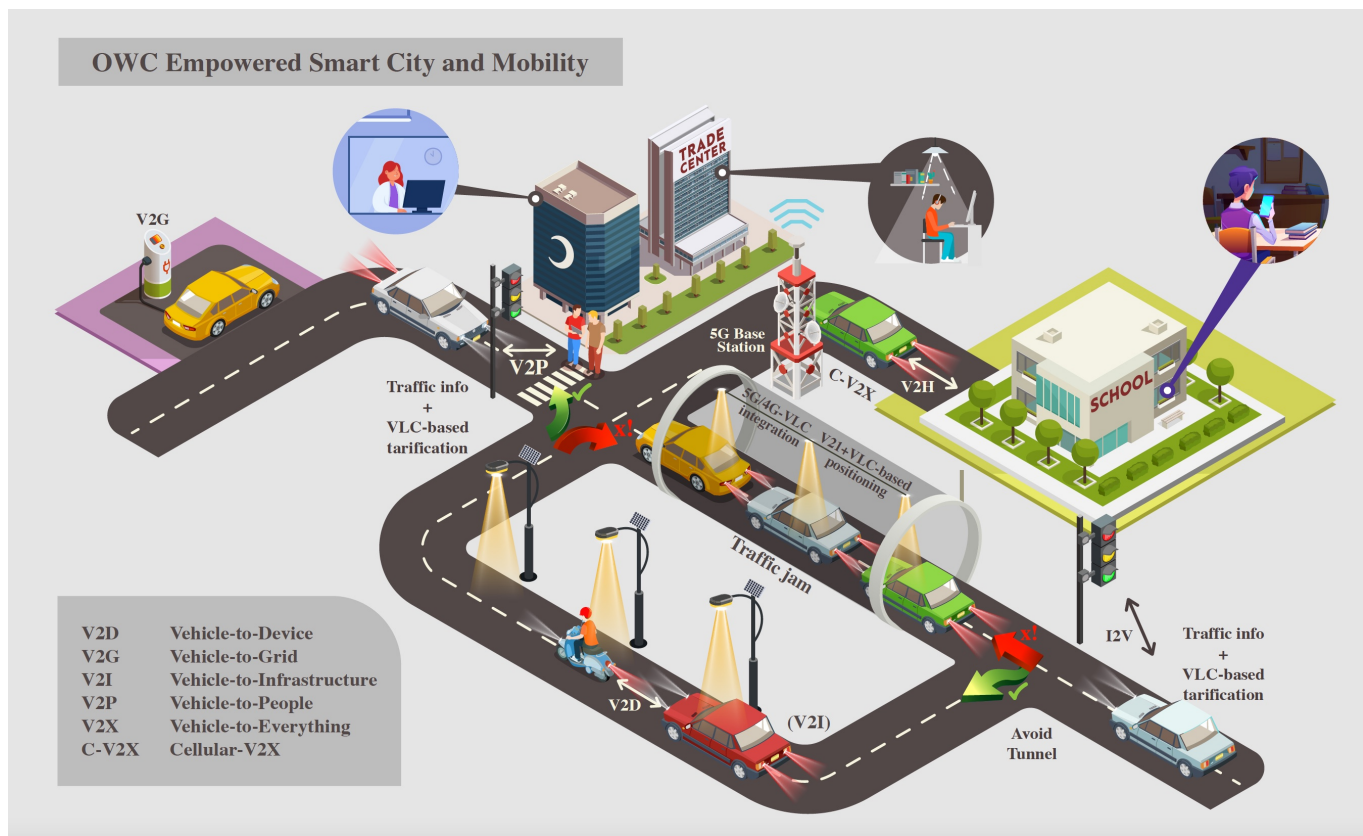 OWC Empowered Smart City and Mobility
TRADE
CENTER
V2G
5G Base
Station
C-V2X
V2H
SCHOOL
V2P
Traffic info
+
VLC-based
tarification
x!
5G/4G-VLC
integration
V21+VLC-based
positioning
Traffic jam
x!
I2V
Traffic info
+
VLC-based
tarification
V2D
(V2I)
Avoid
Tunnel
V2D Vehicle-to-Device
V2G Vehicle-to-Grid
V2I Vehicle-to-Infrastructure
V2P Vehicle-to-People
V2X Vehicle-to-Everything
C-V2X Cellular-V2X